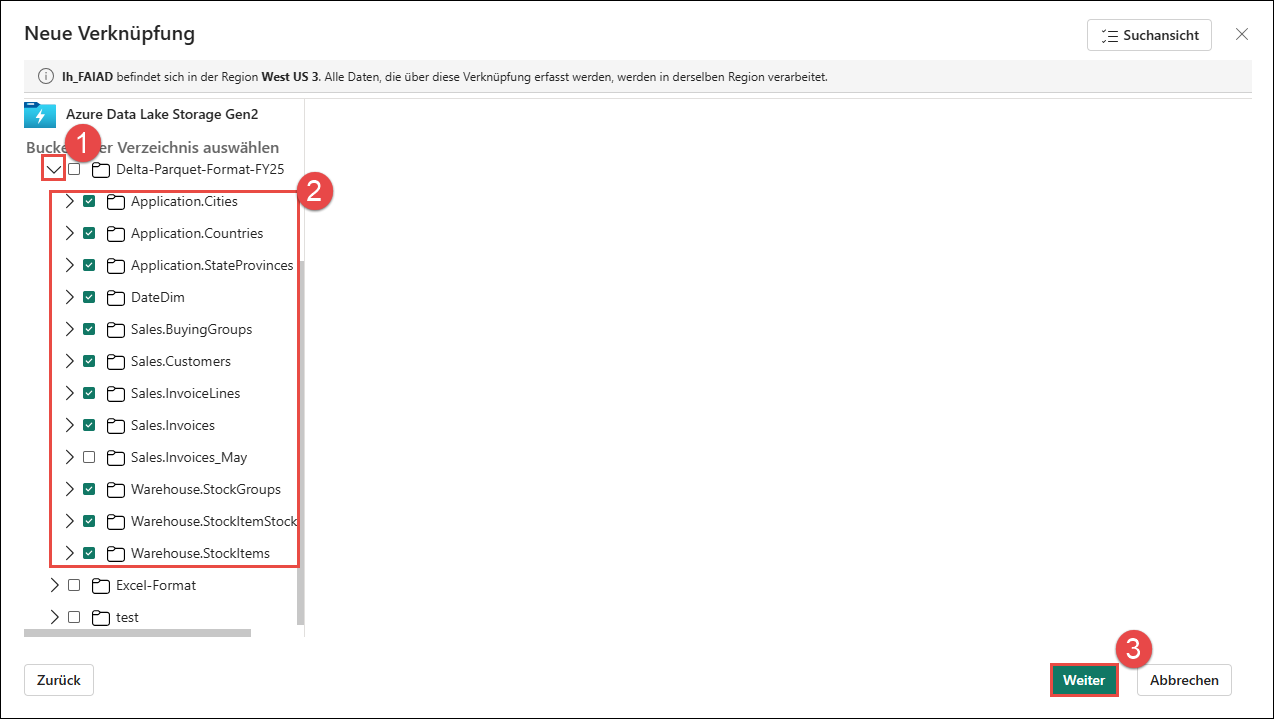 Neue Verknüpfung
Suchansicht
lh_FAIAD befindet sich in der Region West US 3. Alle Daten, die über diese Verknüpfung erfasst werden, werden in derselben Region verarbeitet.
Azure Data Lake Storage Gen2
1
Verzeichnis auswählen
Delta-Parquet-Format-FY25
2
Application.Cities
Application.Countries
Application.StateProvinces
DateDim
Sales.BuyingGroups
Sales.Customers
Sales.InvoiceLines
Sales.Invoices
Sales.Invoices_May
Warehouse.StockGroups
Warehouse.StockItemStock
Warehouse.StockItems
Excel-Format
test
3
Zurück
Weiter
Abbrechen